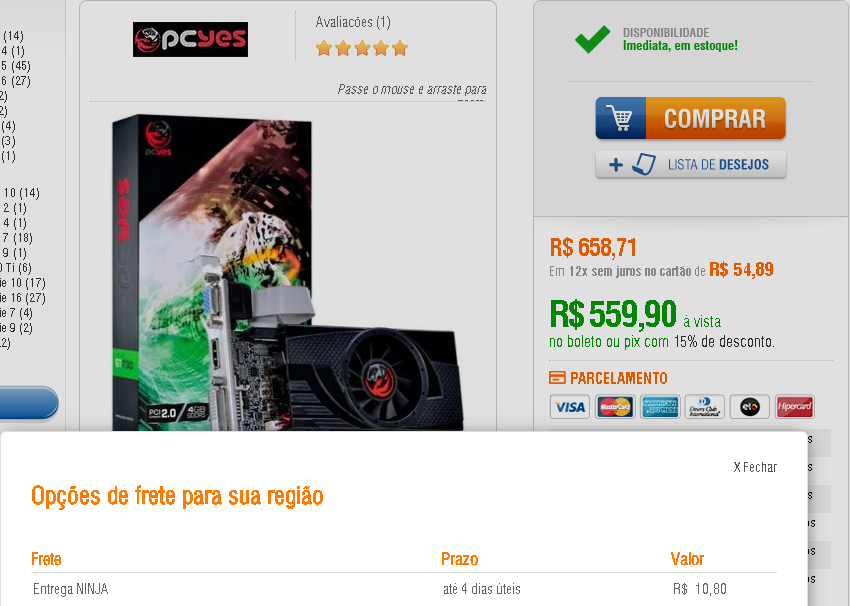 (14)
4 (1)
5 (45)
6 (27)
2)
2)
(4)
(3)
(1)
10 (14)
2 (1)
4 (1)
7 (18)
9 (1)
0 Ti (6)
ie 10 (17)
ie 16 (27)
ie 7 (4)
ie 9 (2)
2)
pcyes
Avaliacões (1)
Passe o mouse e arraste para
pcyes
pcyes
PCI 2.0 / 4GB
DISPONIBILIDADE
Imediata, em estoque!
COMPRAR
+ LISTA DE DESEJOS
R$ 658,71
Em 12x sem juros no cartão de R$ 54,89
R$ 559,90 à vista
no boleto ou pix com 15% de desconto.
PARCELAMENTO
VISA MasterCard AMERICAN EXPRESS Diners Club International elo Hipercard
s
s
s
os
os
os
X Fechar
Opções de frete para sua região
Frete Prazo Valor
Entrega NINJA até 4 dias úteis R$ 10,80